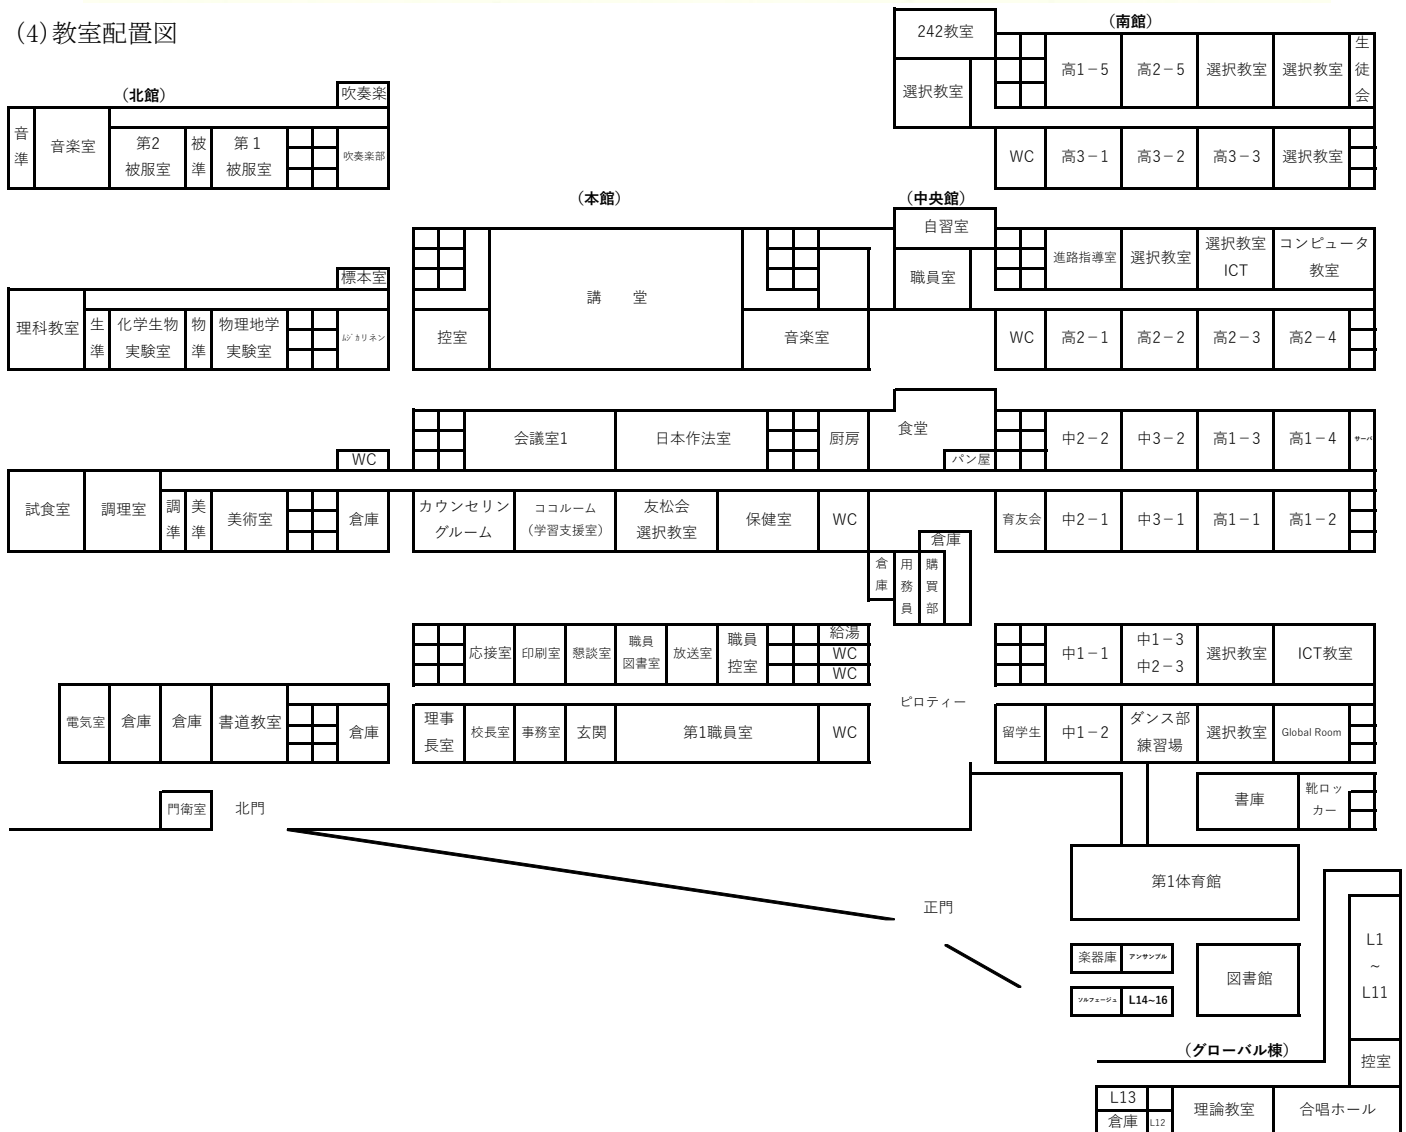 (4)教室配置図
(北館)
吹奏楽
音準
音楽室
第2
被服室
被準
第１
被服室
吹奏楽部
(南館)
242教室
選択教室
高1－5
高2－5
選択教室
選択教室
生徒会
WC
高3－1
高3－2
高3－3
選択教室
標本室
理科教室
生準
化学生物
実験室
物準
物理地学
実験室
(本館)
講　堂
控室
音楽室
(中央館)
自習室
職員室
進路指導室
選択教室
選択教室
ICT
コンピュータ
教室
WC
高2－1
高2－2
高2－3
高2－4
WC
試食室
調理室
調準
美準
美術室
倉庫
会議室1
日本作法室
厨房
食堂
パン屋
カウンセリン
グルーム
ココルーム
（学習支援室）
友松会
選択教室
保健室
WC
中2－2
中3－2
高1－3
高1－4
サーバ
育友会
中2－1
中3－1
高1－1
高1－2
倉庫
倉庫
用務員
購買部
電気室
倉庫
倉庫
書道教室
倉庫
応接室
印刷室
懇談室
職員
図書室
放送室
職員
控室
給湯
WC
WC
理事
長室
校長室
事務室
玄関
第1職員室
WC
ピロティー
中1－1
中1－3
中2－3
選択教室
ICT教室
留学生
中1－2
ダンス部
練習場
選択教室
Global Room
門衛室
北門
書庫
靴ロッ
カー
第1体育館
正門
楽器庫
アンサンブル
ソルフェージュ
L14~16
図書館
L1
~
L11
控室
(グローバル棟)
L13
倉庫
L12
理論教室
合唱ホール